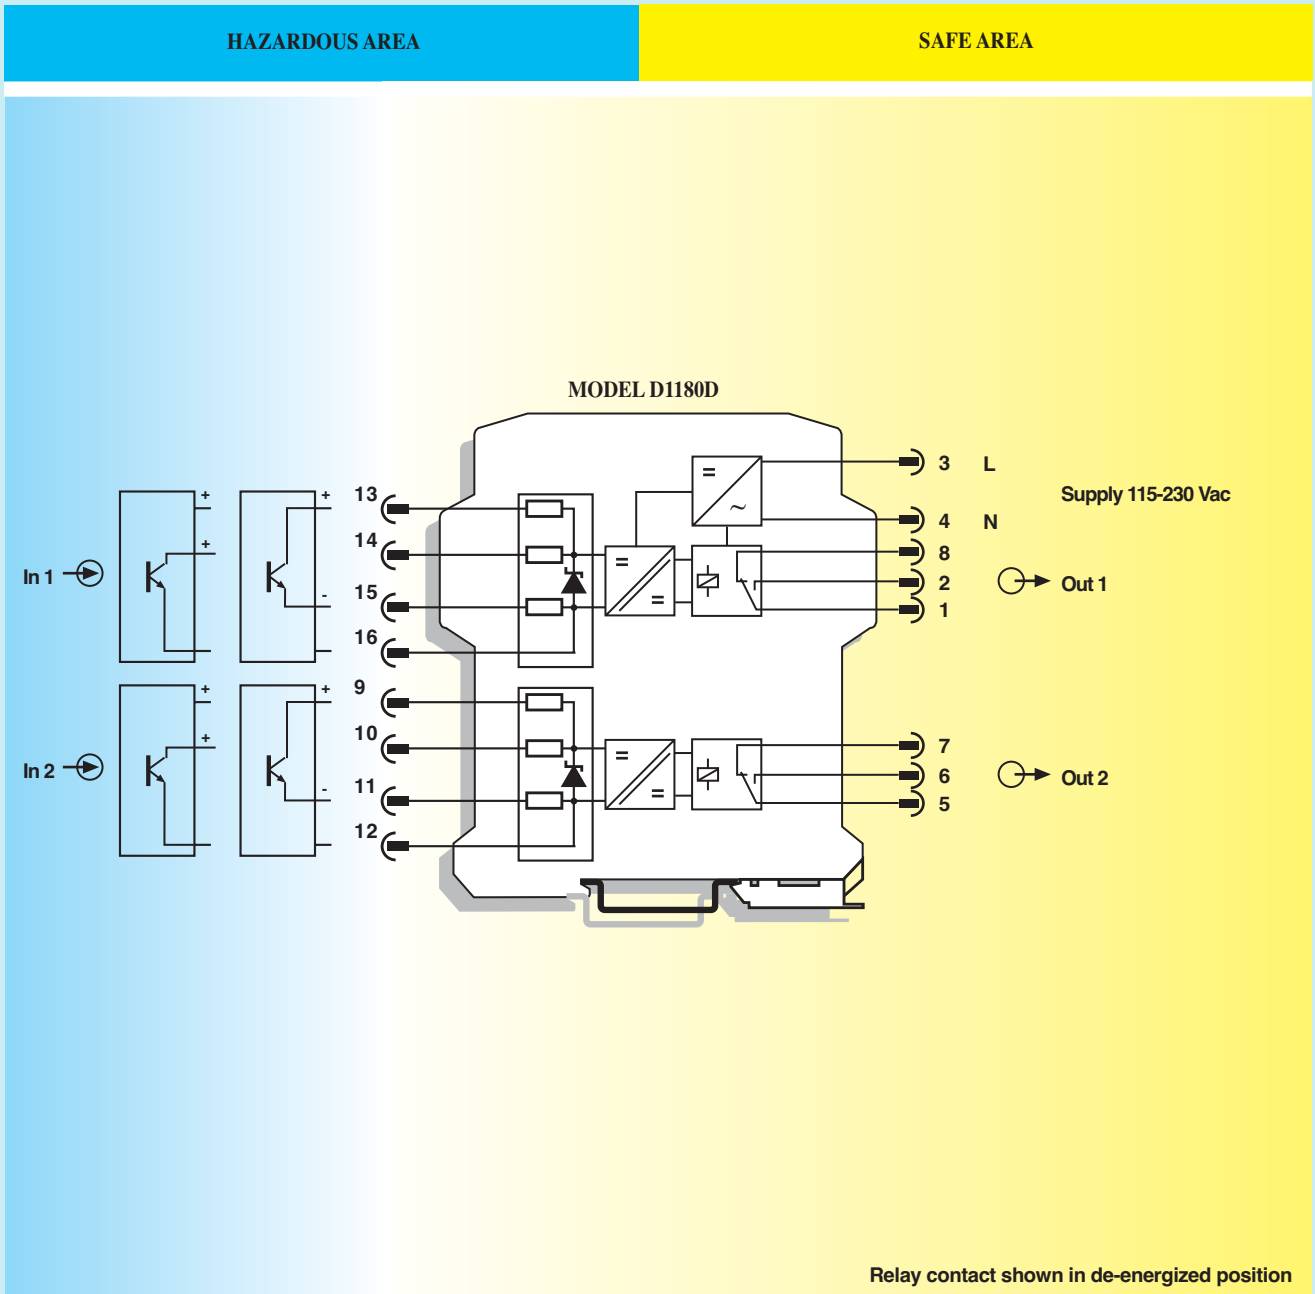 HAZARDOUS AREA
SAFE AREA
MODEL D1180D
3 L
Supply 115-230 Vac
4 N
8
2
1
Out 1
In 1
+
+
+
-
13
14
15
16
=
~
=
=
In 2
+
+
+
-
9
10
11
12
=
=
7
6
5
Out 2
Relay contact shown in de-energized position